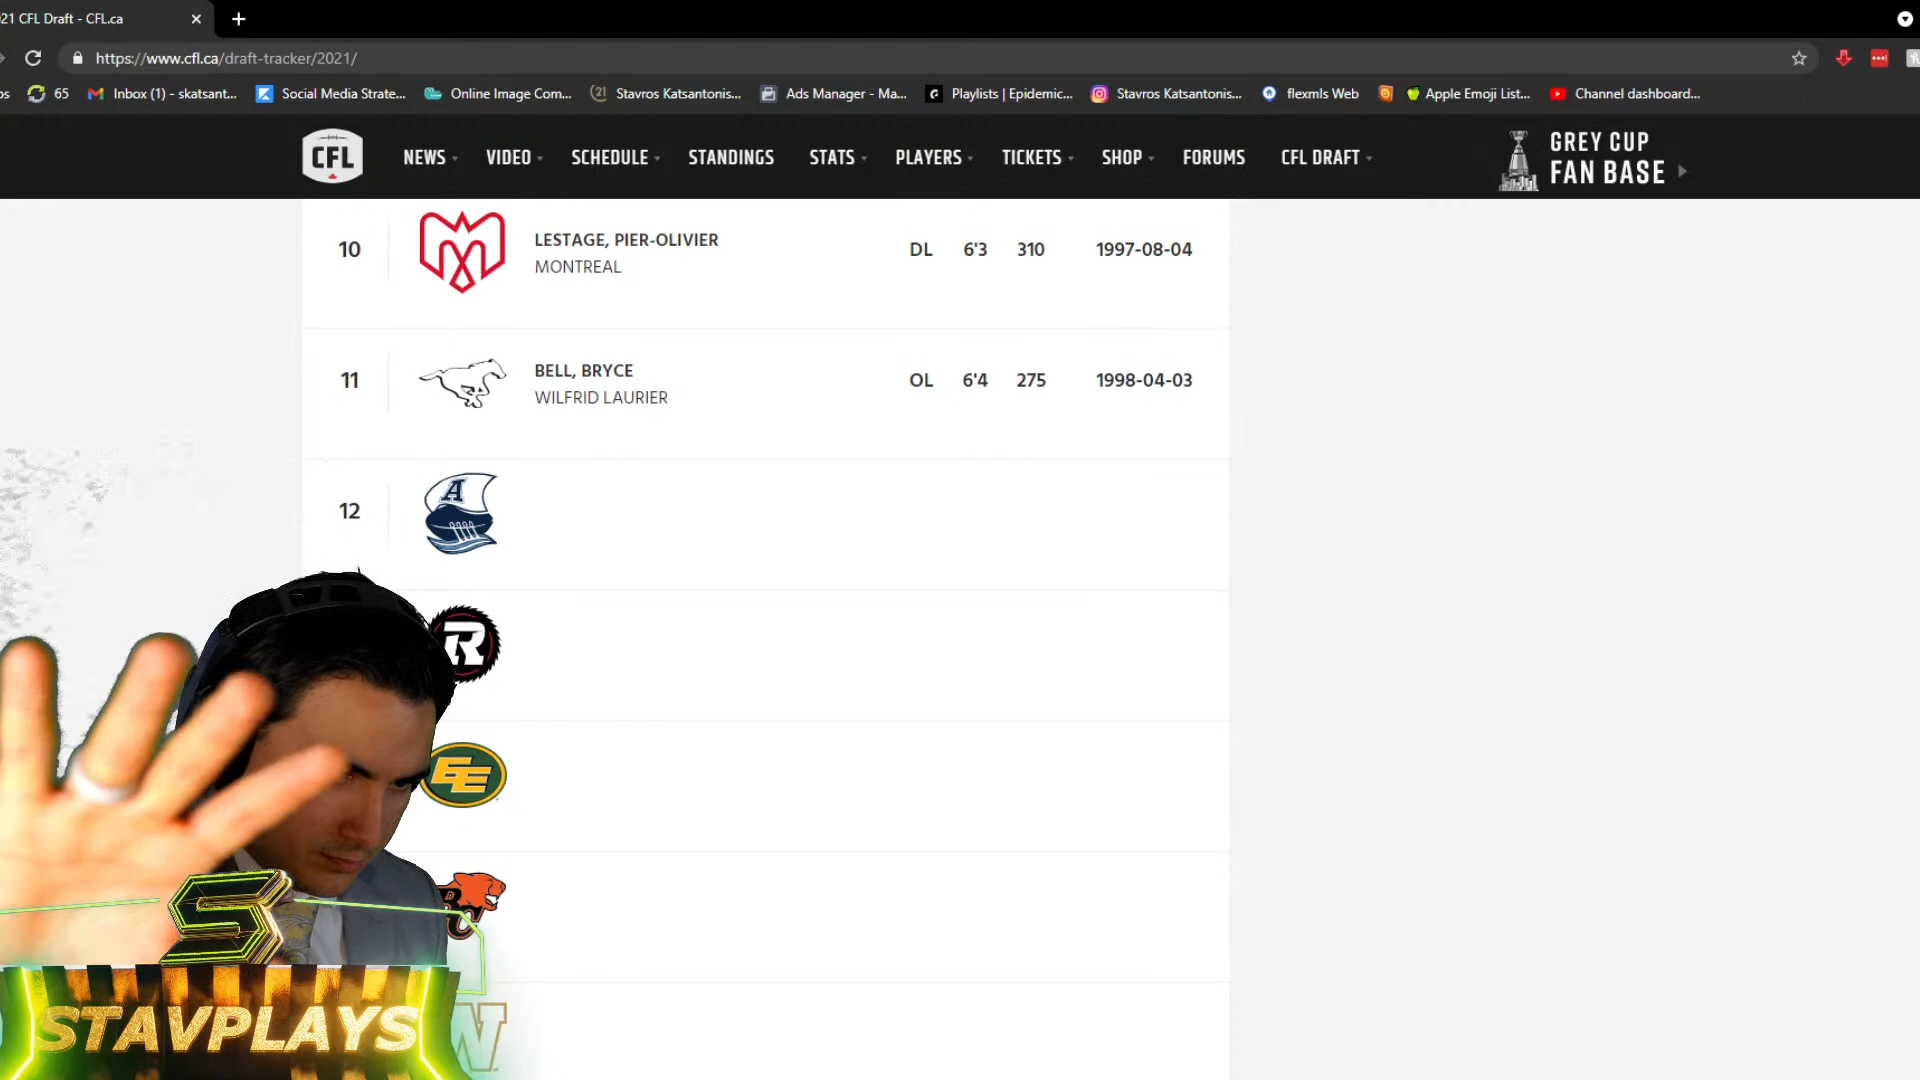 21 CFL Draft - CFL.ca
https://www.cfl.ca/draft-tracker/2021/
65
Inbox (1) - skatsant...
Social Media Strate...
Online Image Com...
Stavros Katsantonis...
Ads Manager - Ma...
Playlists | Epidemic...
Stavros Katsantonis...
flexmls Web
Apple Emoji List...
Channel dashboard...
CFL
NEWS
VIDEO
SCHEDULE
STANDINGS
STATS
PLAYERS
TICKETS
SHOP
FORUMS
CFL DRAFT
GREY CUP
FAN BASE
10
LESTAGE, PIER-OLIVIER
MONTREAL
DL 6'3 310 1997-08-04
11
BELL, BRYCE
WILFRID LAURIER
OL 6'4 275 1998-04-03
12
A
R
EE
S
STAVPLAYS
W